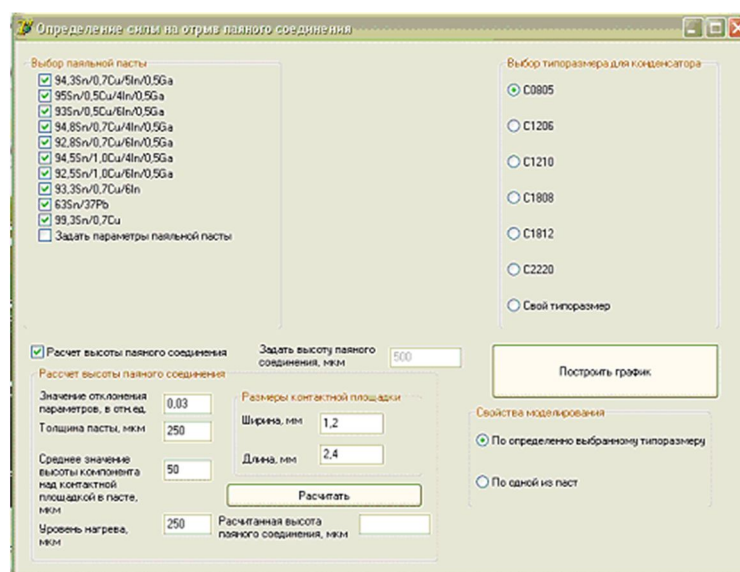 Определение силы на отрыв паяного соединения
Выбор паяльной пасты
94,3Sn/0,7Cu/5In/0,5Ga
95Sn/0,5Cu/4In/0,5Ga
93Sn/0,5Cu/6In/0,5Ga
94,8Sn/0,7Cu/4In/0,5Ga
92,8Sn/0,7Cu/6In/0,5Ga
94,5Sn/1,0Cu/4In/0,5Ga
92,5Sn/1,0Cu/6In/0,5Ga
93,3Sn/0,7Cu/6In
63Sn/37Pb
99,3Sn/0,7Cu
Задать параметры паяльной пасты
Выбор типоразмера для конденсатора
C0805
C1206
C1210
C1808
C1812
C2220
Свой типоразмер
Расчет высоты паяного соединения
Задать высоту паяного
соединения, мкм
500
Построить график
Рассчет высоты паяного соединения
Значение отклонения
параметров, в отн.ед.
0,03
Толщина пасты, мкм
250
Среднее значение
высоты компонента
над контактной
площадкой в пасте,
мкм
50
Уровень нагрева,
мкм
250
Размеры контактной площадки
Ширина, мм
1,2
Длина, мм
2,4
Расчитать
Расчитанная высота
паяного соединения, мкм
Свойства моделирования
По определенно выбранному типоразмеру
По одной из паст